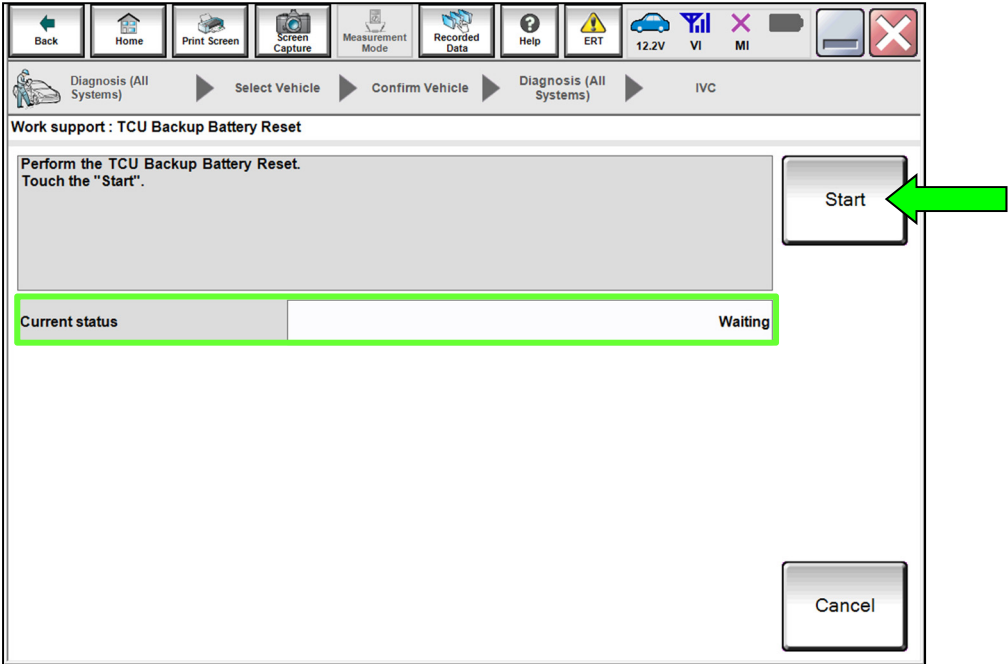 Back
Home
Print Screen
Screen
Capture
Measurement
Mode
Recorded
Data
Help
ERT
12.2V
VI
MI
Diagnosis (All
Systems)
Select Vehicle
Confirm Vehicle
Diagnosis (All
Systems)
IVC
Work support : TCU Backup Battery Reset
Perform the TCU Backup Battery Reset.
Touch the "Start".
Start
Current status
Waiting
Cancel